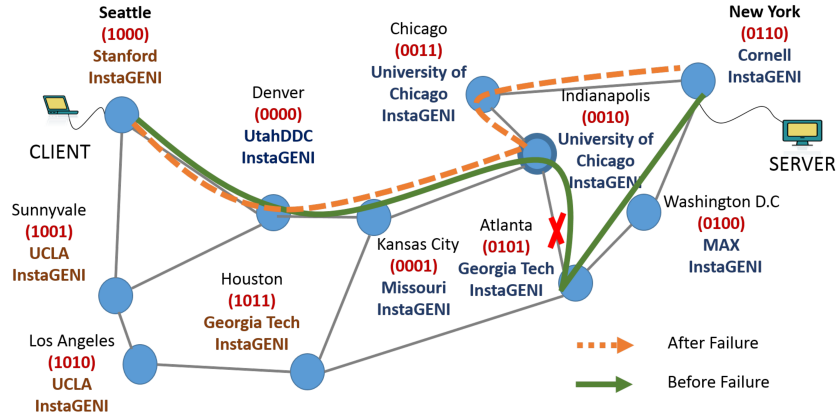 Seattle
(1000)
Stanford
InstaGENI
CLIENT
Denver
(0000)
UtahDDC
InstaGENI
Chicago
(0011)
University of
Chicago
InstaGENI
Indianapolis
(0010)
University of
Chicago
InstaGENI
New York
(0110)
Cornell
InstaGENI
SERVER
Sunnyvale
(1001)
UCLA
InstaGENI
Houston
(1011)
Georgia Tech
InstaGENI
Kansas City
(0001)
Missouri
InstaGENI
Atlanta
(0101)
Georgia Tech
InstaGENI
Washington D.C
(0100)
MAX
InstaGENI
Los Angeles
(1010)
UCLA
InstaGENI
After Failure
Before Failure